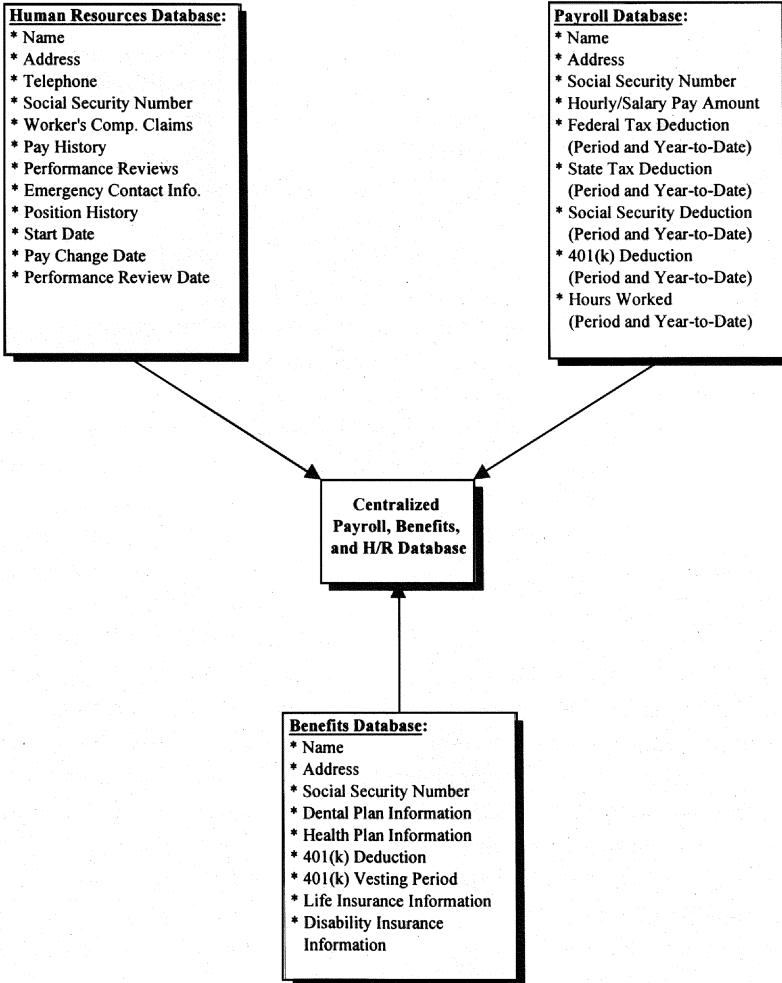 Human Resources Database:
* Name
* Address
* Telephone
* Social Security Number
* Worker's Comp. Claims
* Pay History
* Performance Reviews
* Emergency Contact Info.
* Position History
* Start Date
* Pay Change Date
* Performance Review Date
Payroll Database:
* Name
* Address
* Social Security Number
* Hourly/Salary Pay Amount
* Federal Tax Deduction
(Period and Year-to-Date)
* State Tax Deduction
(Period and Year-to-Date)
* Social Security Deduction
(Period and Year-to-Date)
* 401(k) Deduction
(Period and Year-to-Date)
* Hours Worked
(Period and Year-to-Date)
Centralized
Payroll, Benefits,
and H/R Database
Benefits Database:
* Name
* Address
* Social Security Number
* Dental Plan Information
* Health Plan Information
* 401(k) Deduction
* 401(k) Vesting Period
* Life Insurance Information
* Disability Insurance
Information